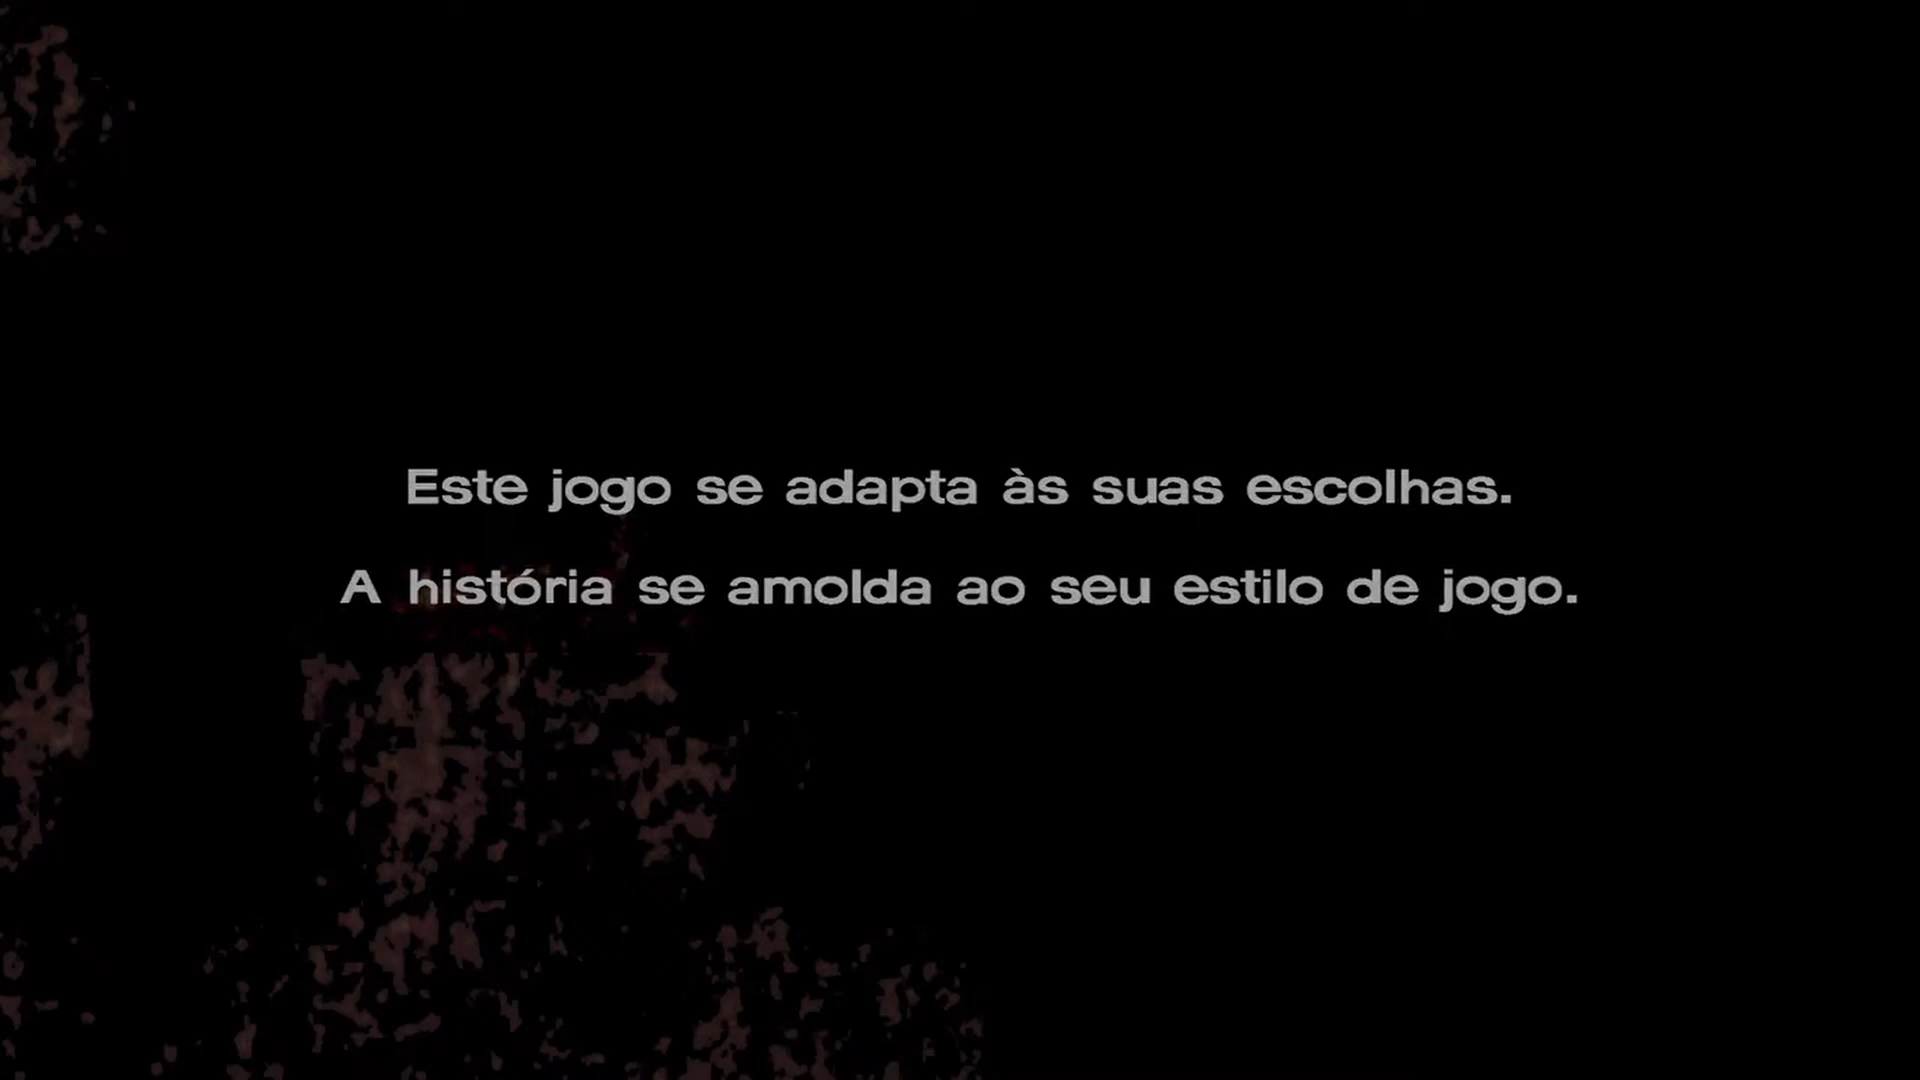 Este jogo se adapta às suas escolhas.
A história se amolda ao seu estilo de jogo.